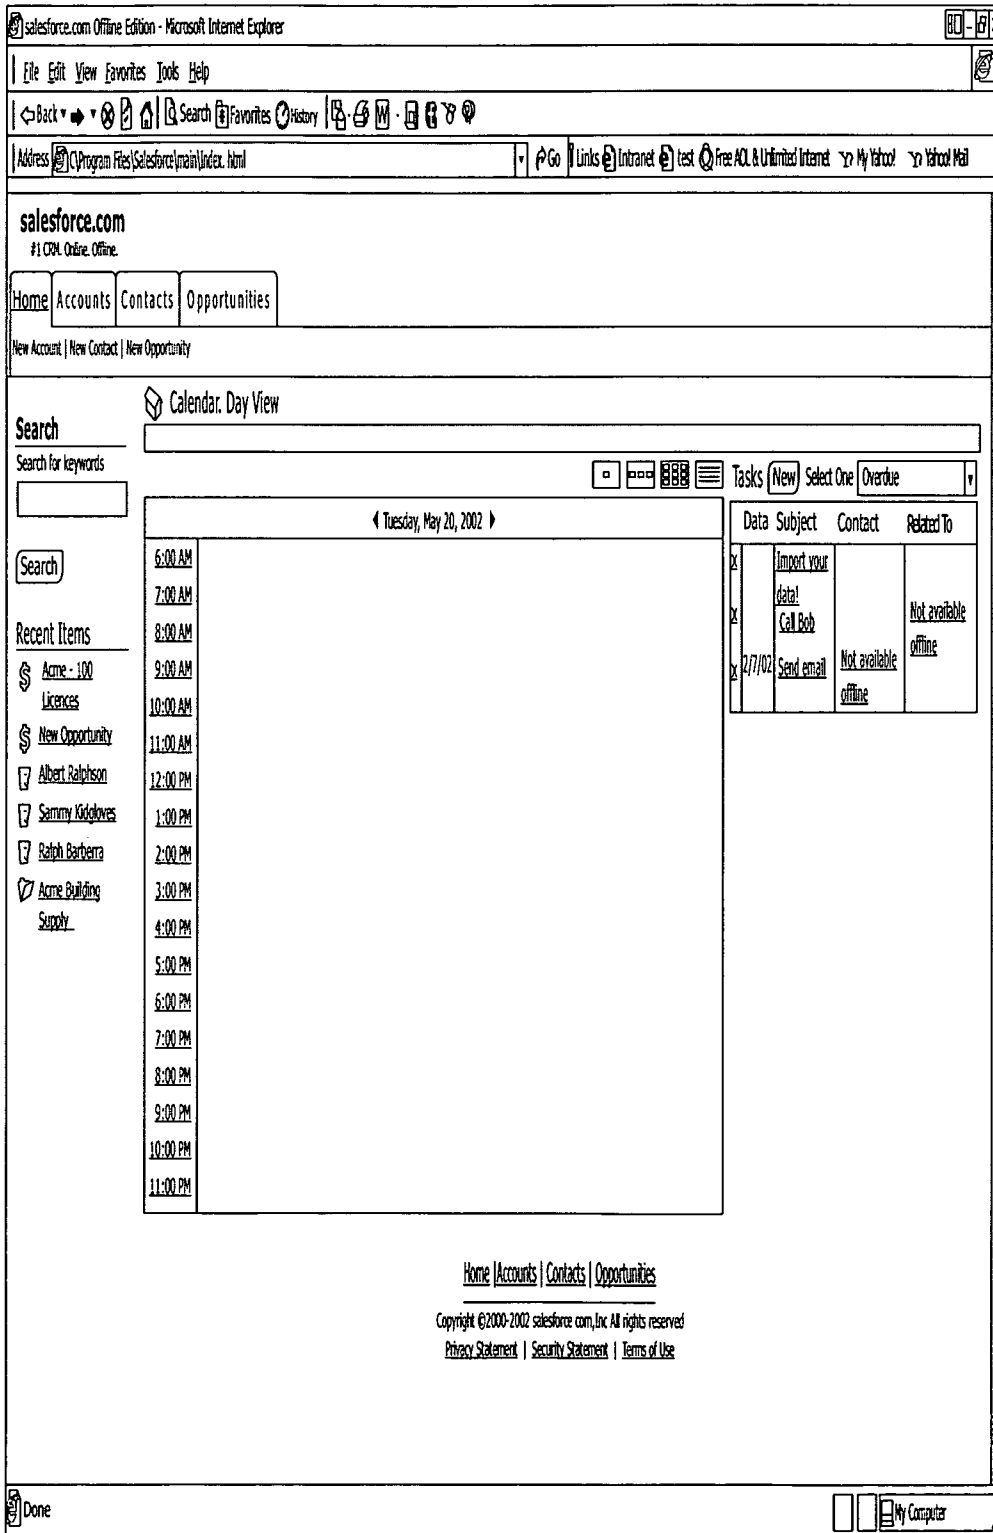 salesforce.com Offline Edition - Microsoft Internet Explorer
File Edit View Favorites Tools Help
Back Search Favorites History W
Address C:\Program Files\Salesforce\main\Index. html Go Links Intranet test Free AOL & Unlimited Internet My Yahoo! Yahoo! Mail
salesforce.com
#1 CRM. Online. Offline.
Home Accounts Contacts Opportunities
New Account | New Contact | New Opportunity
Calendar. Day View
Search
Search for keywords
Search
Recent Items
Acme - 100
Licences
New Opportunity
Albert Ralphson
Sammy Kidgloves
Ralph Barberra
Acme Building
Supply
Tuesday, May 20, 2002
6:00 AM
7:00 AM
8:00 AM
9:00 AM
10:00 AM
11:00 AM
12:00 PM
1:00 PM
2:00 PM
3:00 PM
4:00 PM
5:00 PM
6:00 PM
7:00 PM
8:00 PM
9:00 PM
10:00 PM
11:00 PM
Tasks New Select One Overdue
Data Subject Contact Related To
X Import your
data!
X Call Bob
X 2/7/02 Send email
Not available
offline
Not available
offline
Home | Accounts | Contacts | Opportunities
Copyright ©2000-2002 salesforce com, Inc All rights reserved
Privacy Statement | Security Statement | Terms of Use
Done My Computer